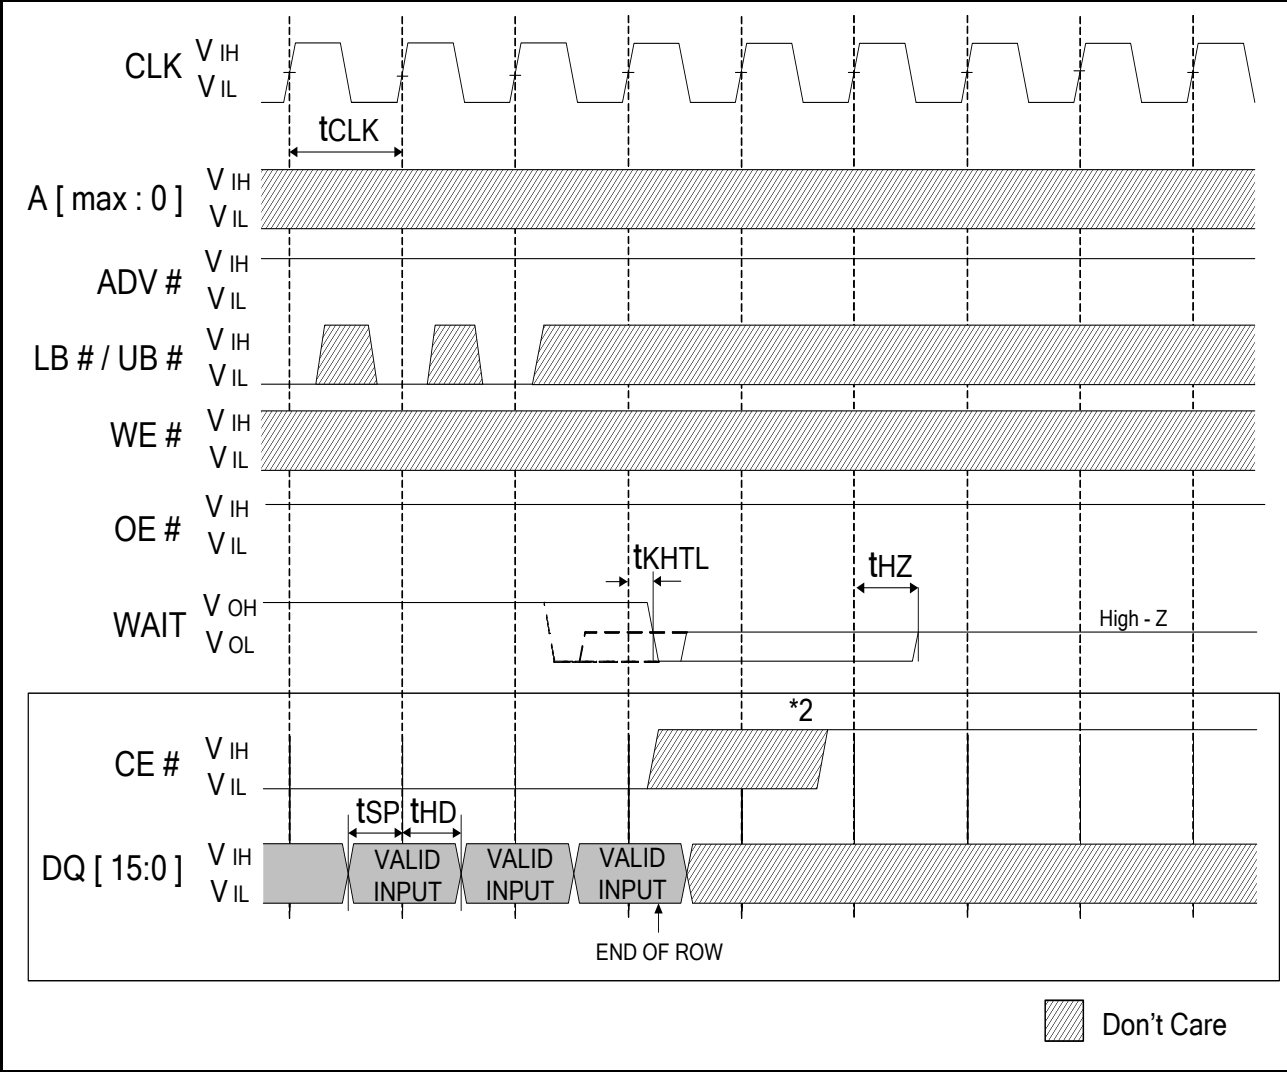 CLK V IH
V IL
tCLK
A [ max : 0 ] V IH
V IL
ADV # V IH
V IL
LB # / UB # V IH
V IL
WE # V IH
V IL
OE # V IH
V IL
tKHTL
tHZ
WAIT V OH
V OL
High - Z
*2
CE # V IH
V IL
tSP tHD
DQ [ 15:0 ] V IH
V IL
VALID
INPUT
VALID
INPUT
VALID
INPUT
END OF ROW
Don't Care